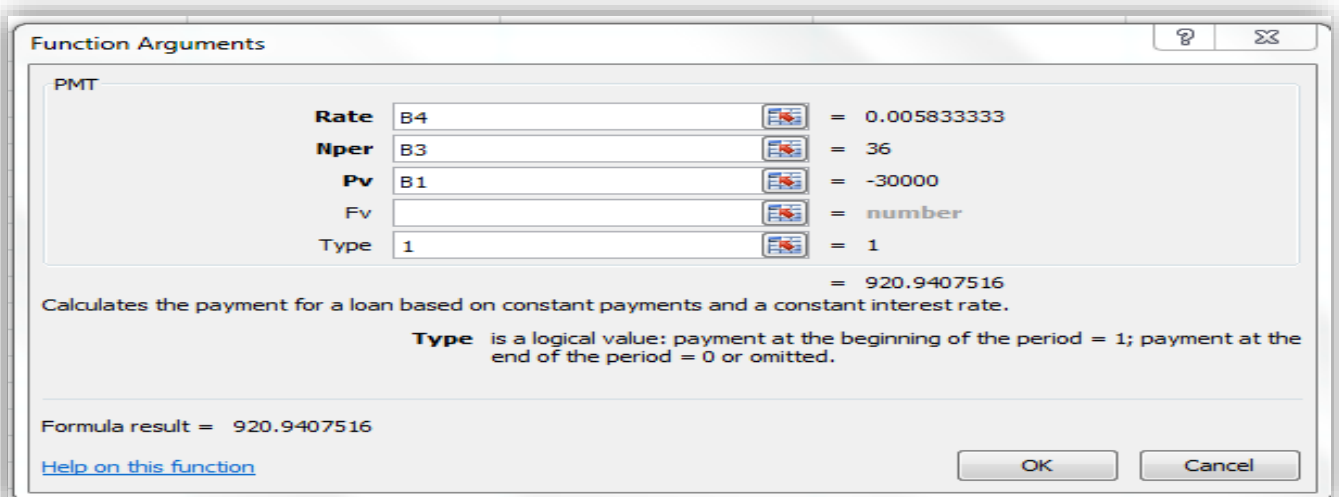 Function Arguments
PMT
Rate B4 = 0.005833333
Nper B3 = 36
Pv B1 = -30000
Fv = number
Type 1 = 1
= 920.9407516
Calculates the payment for a loan based on constant payments and a constant interest rate.
Type is a logical value: payment at the beginning of the period = 1; payment at the
end of the period = 0 or omitted.
Formula result = 920.9407516
Help on this function OK Cancel